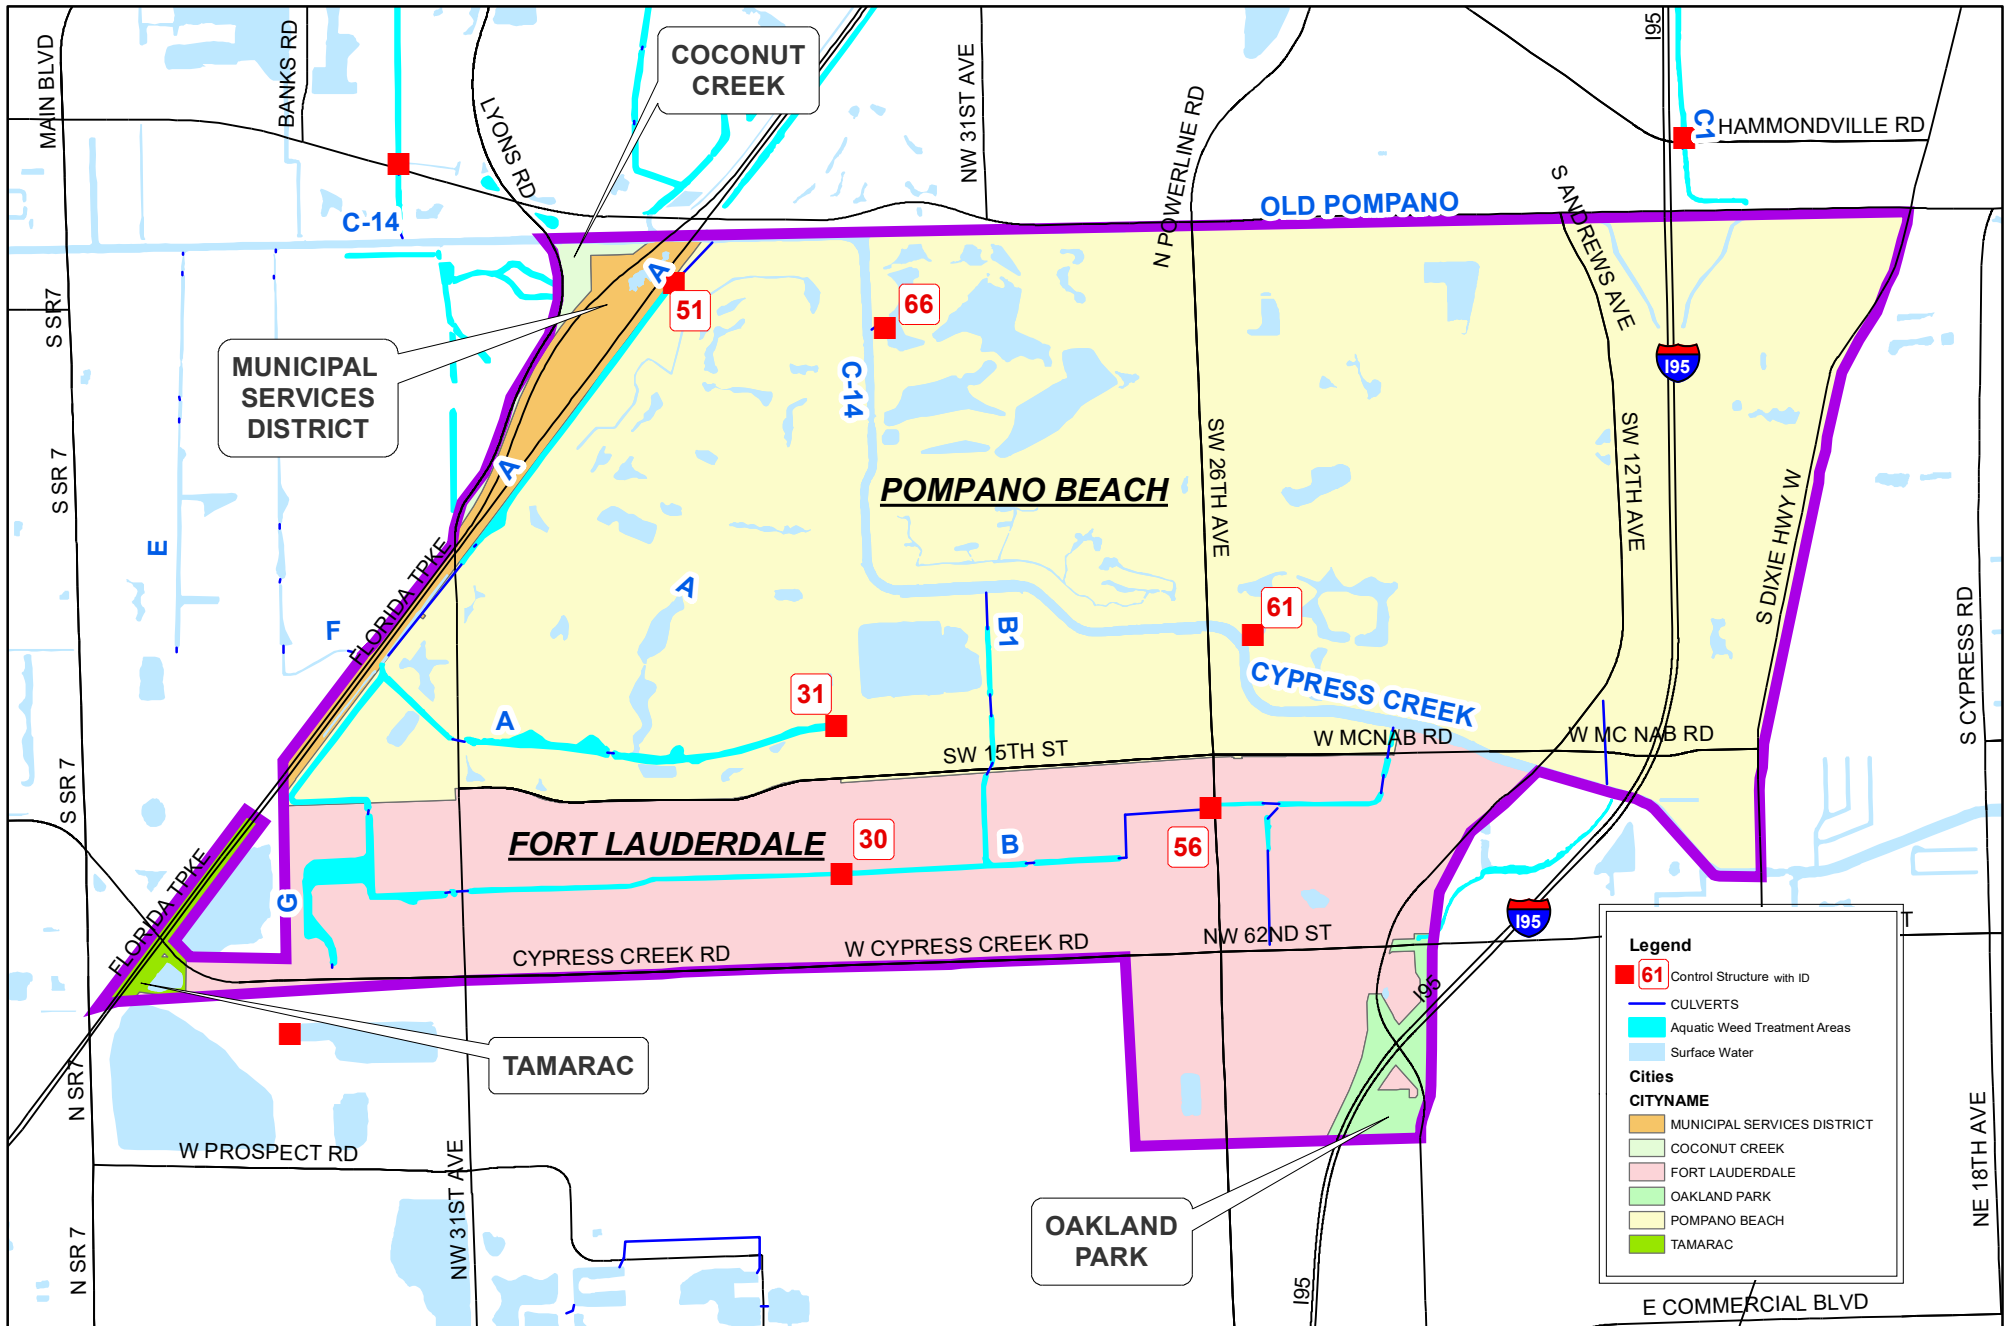 MAIN BLVD
BANKS RD
LYONS RD
COCONUT
CREEK
NW 31ST AVE
N POWERLINE RD
I95
C1
HAMMONDVILLE RD
S ANDREWS AVE
OLD POMPANO
C-14
A
51
66
S SR7
MUNICIPAL
SERVICES
DISTRICT
C-14
I95
SW 26TH AVE
SW 12TH AVE
S SR 7
A
POMPANO BEACH
S DIXIE HWY W
E
FLORIDA TPKE
F
A
B1
61
S CYPRESS RD
CYPRESS CREEK
31
A
SW 15TH ST
W MCNAB RD
W MC NAB RD
S SR 7
FORT LAUDERDALE
30
B
56
G
FLORIDA TPKE
CYPRESS CREEK RD
W CYPRESS CREEK RD
NW 62ND ST
I95
T
I95
TAMARAC
N SR7
W PROSPECT RD
NW 31ST AVE
N SR 7
OAKLAND
PARK
I95
NE 18TH AVE
E COMMERCIAL BLVD
Legend
61 Control Structure with ID
CULVERTS
Aquatic Weed Treatment Areas
Surface Water
Cities
CITYNAME
MUNICIPAL SERVICES DISTRICT
COCONUT CREEK
FORT LAUDERDALE
OAKLAND PARK
POMPANO BEACH
TAMARAC